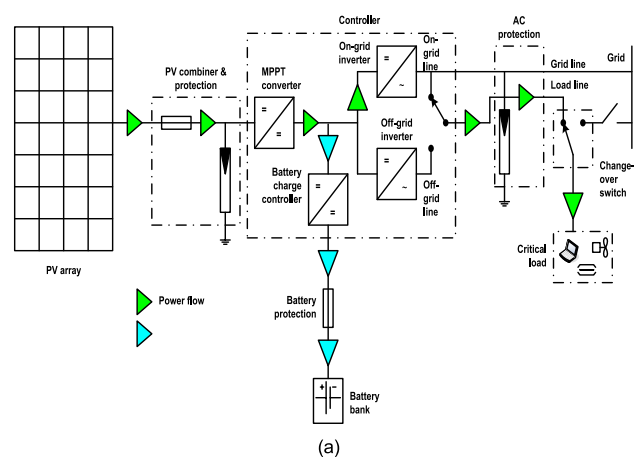 Controller
AC
protection
PV combiner &
protection
MPPT
converter
On-grid
inverter
On-
grid
line
Grid line
Grid
Load line
Off-grid
inverter
Battery
charge
controller
Off-
grid
line
Change-
over
switch
Critical
load
PV array
Power flow
Battery
protection
Battery
bank
(a)
=
=
=
~
=
~
=
=
+
-